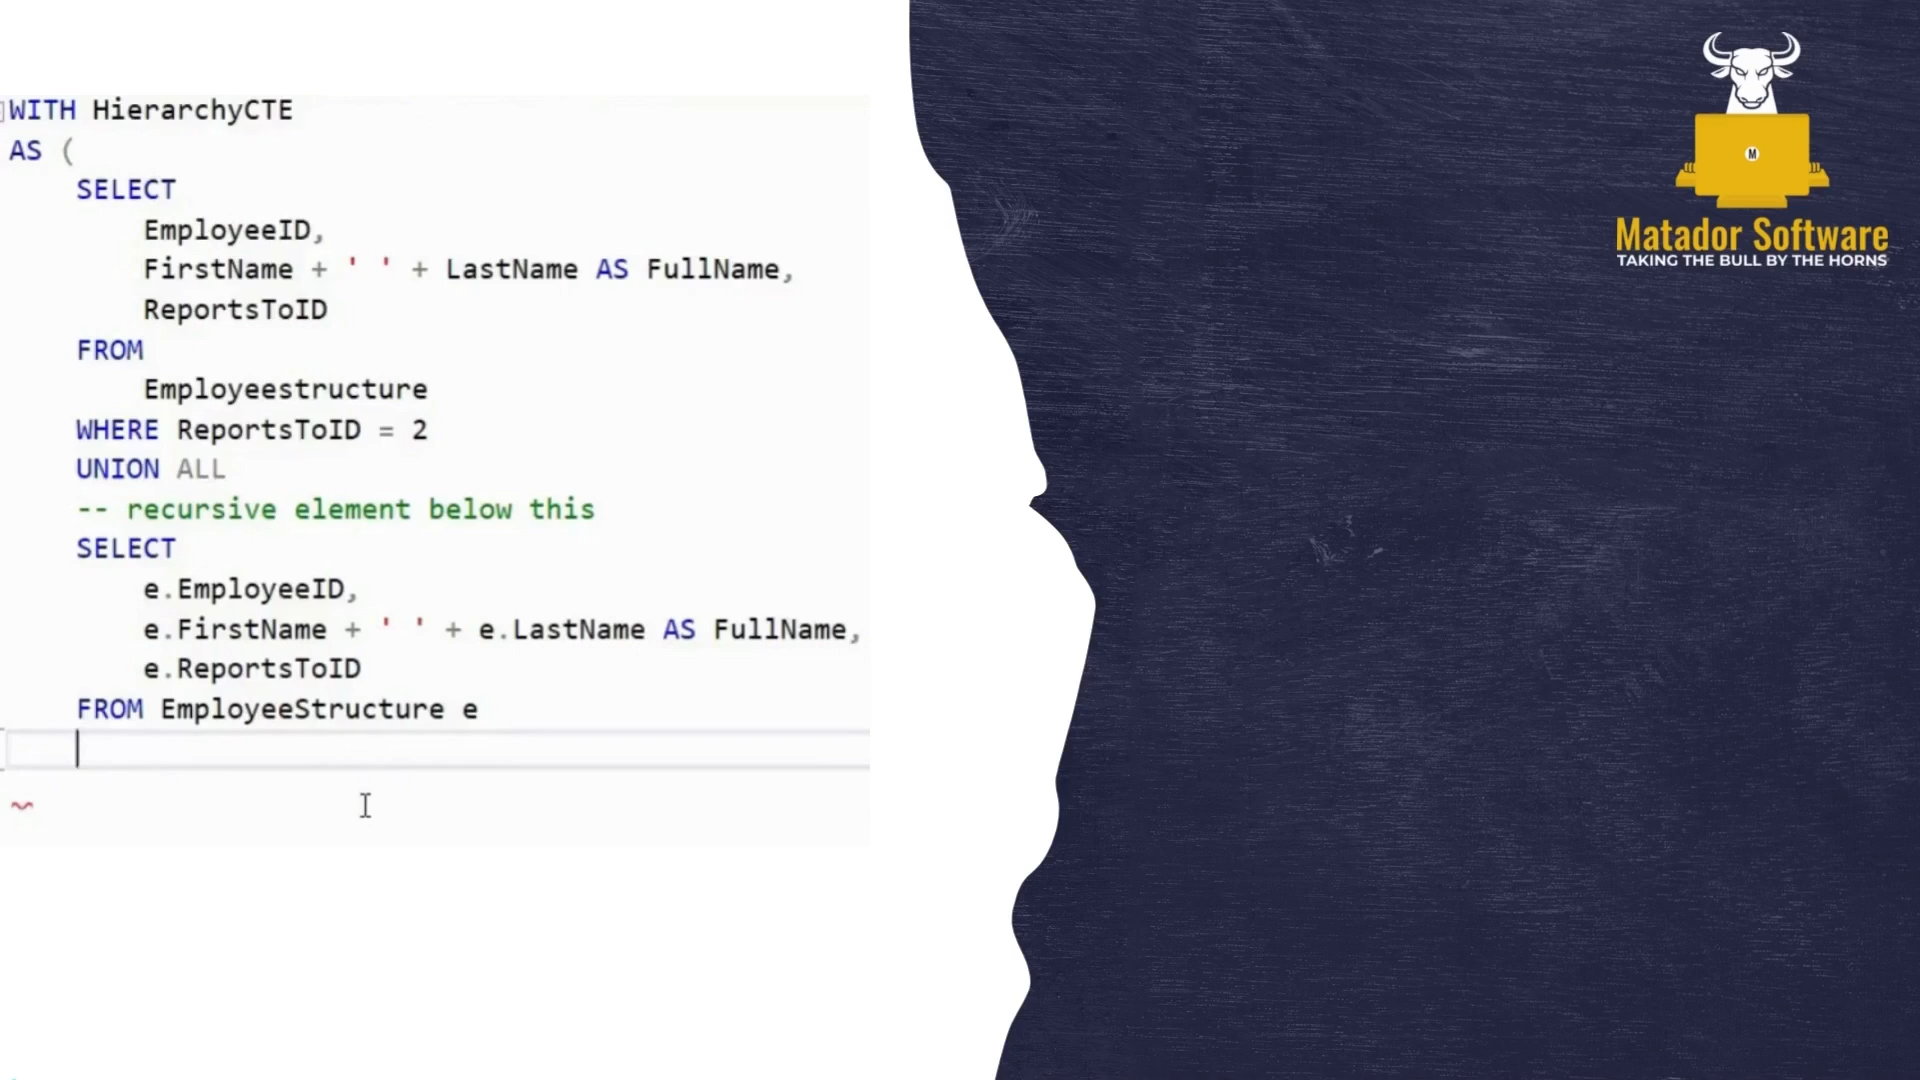 WITH HierarchyCTE
AS (
SELECT
EmployeeID,
FirstName + ' ' + LastName AS FullName,
ReportsToID
FROM
Employeestructure
WHERE ReportsToID = 2
UNION ALL
-- recursive element below this
SELECT
e.EmployeeID,
e.FirstName + ' ' + e.LastName AS FullName,
e.ReportsToID
FROM EmployeeStructure e
M
Matador Software
TAKING THE BULL BY THE HORNS